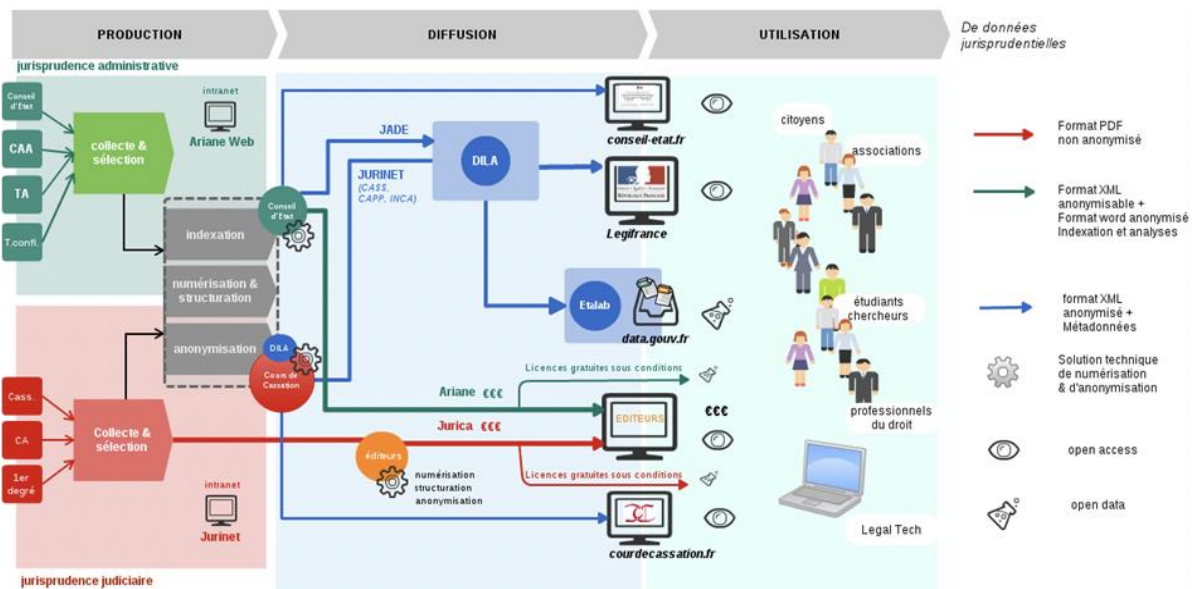 PRODUCTION
DIFFUSION
UTILISATION
De données
jurisprudentielles
jurisprudence administrative
Conseil
d'Etat
CAA
TA
T.confl.
collecte &
sélection
intranet
Ariane Web
indexation
numérisation &
structuration
anonymisation
Conseil
d'Etat
DILA
Cours de
Cassation
Cass.
CA
1er
degré
Collecte &
sélection
intranet
Jurinet
jurisprudence judiciaire
JADE
JURINET
(CASS,
CAPP, INCA)
DILA
Etalab
data.gouv.fr
Licences gratuites sous conditions
Ariane €€€
Jurica €€€
éditeurs
numérisation
structuration
anonymisation
Licences gratuites sous conditions
conseil-etat.fr
RÉPUBLIQUE FRANÇAISE
Legifrance
EDITEURS
€€€
courdecassation.fr
citoyens
associations
étudiants
chercheurs
professionnels
du droit
Legal Tech
Format PDF
non anonymisé
Format XML
anonymisable +
Format word anonymisé
Indexation et analyses
format XML
anonymisé +
Métadonnées
Solution technique
de numérisation
& d'anonymisation
open access
open data